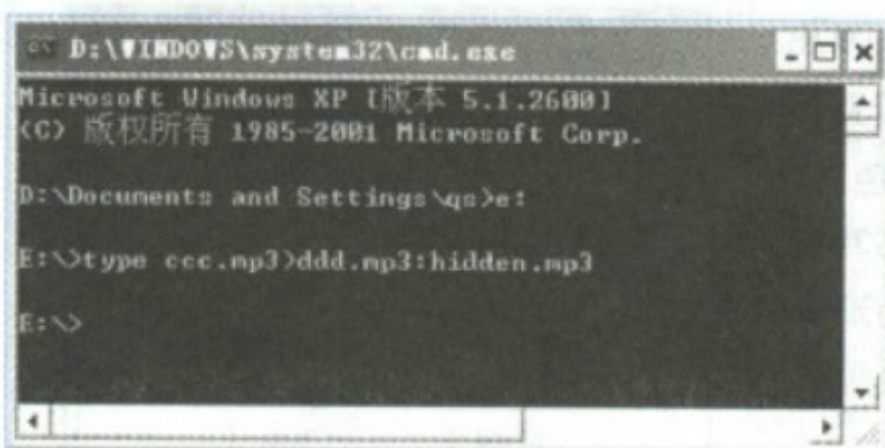 D:\WINDOWS\system32\cmd.exe
Microsoft Windows XP [版本 5.1.2600]
(C) 版权所有 1985-2001 Microsoft Corp.
D:\Documents and Settings\qs>e:
E:\>type ccc.mp3>ddd.mp3:hidden.mp3
E:\>